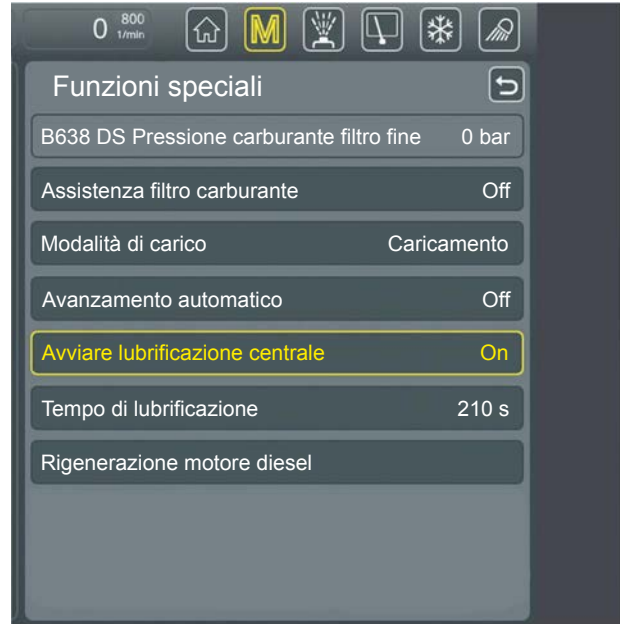 0 800
1/min
M
Funzioni speciali
B638 DS Pressione carburante filtro fine 0 bar
Assistenza filtro carburante Off
Modalità di carico Caricamento
Avanzamento automatico Off
Avviare lubrificazione centrale On
Tempo di lubrificazione 210 s
Rigenerazione motore diesel